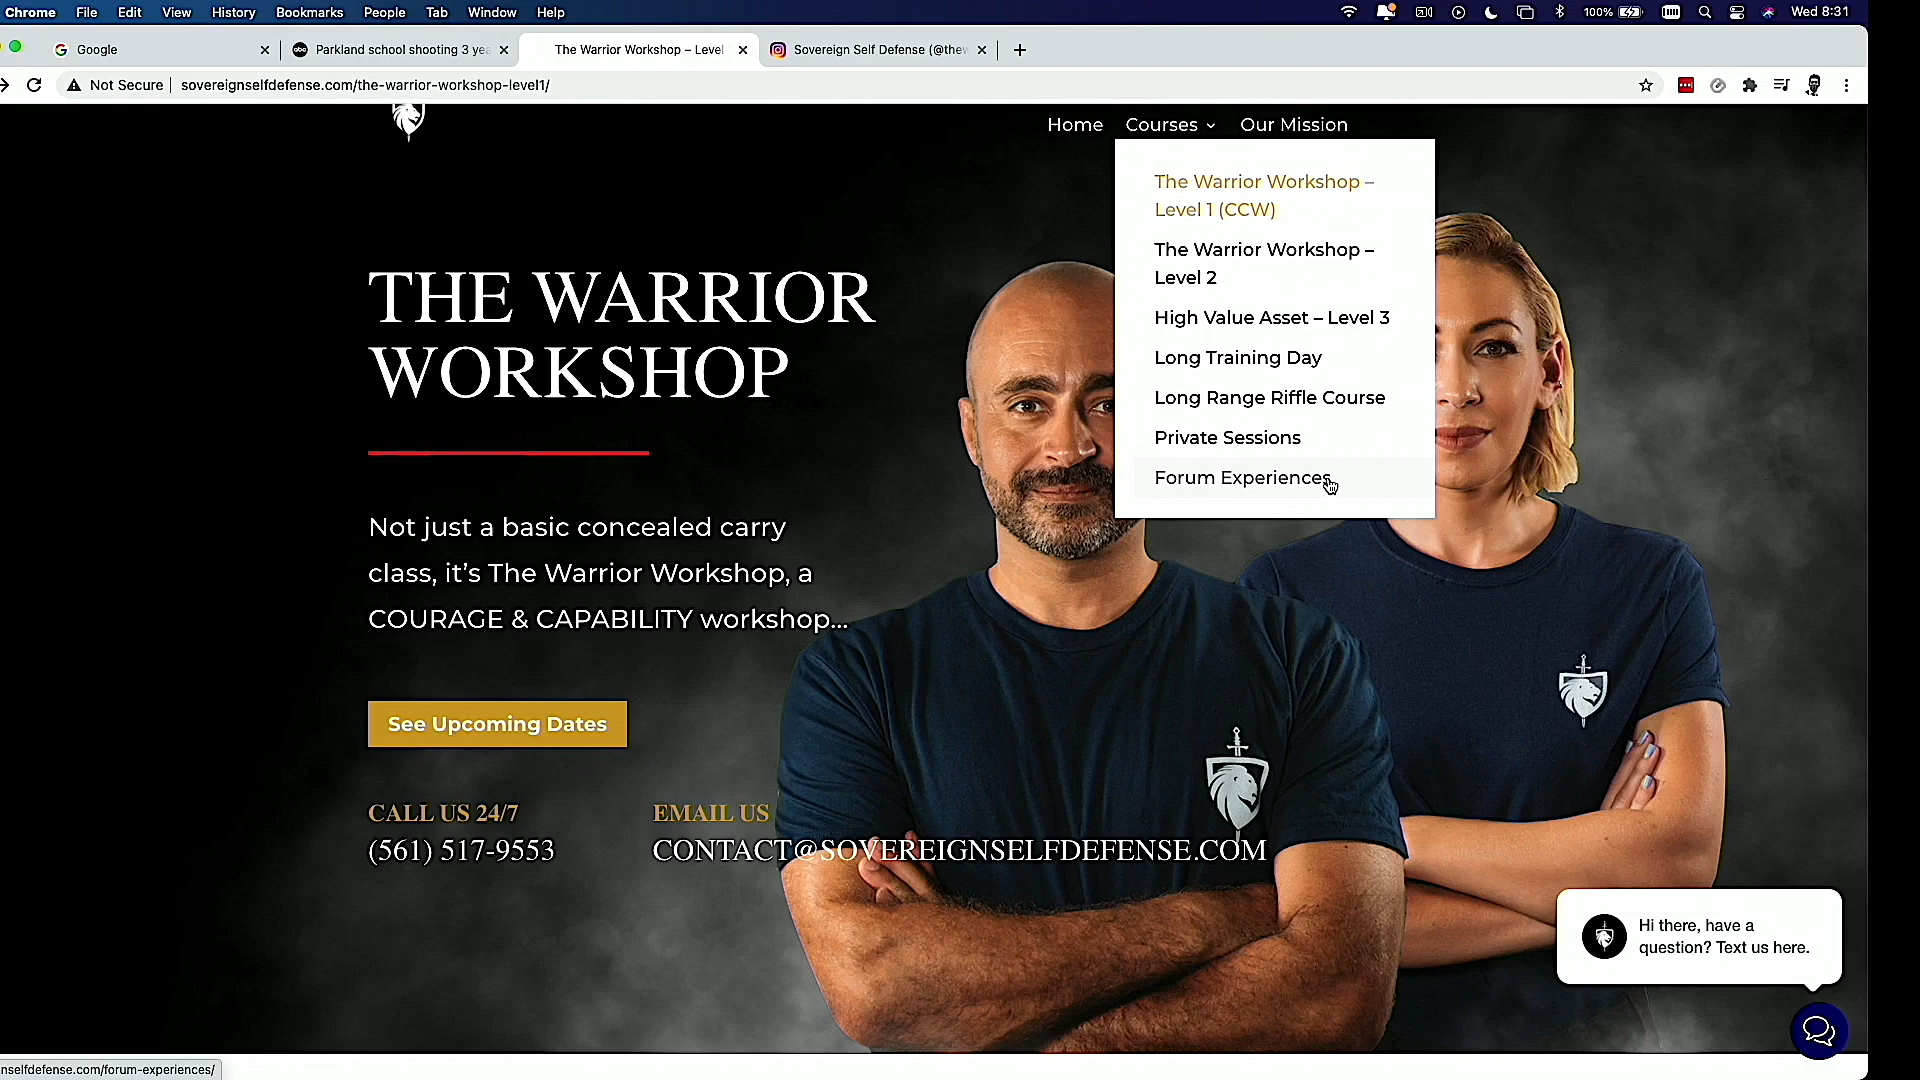 Chrome File Edit View History Bookmarks People Tab Window Help 100% Wed 8:31
Google Parkland school shooting 3 yea The Warrior Workshop – Level Sovereign Self Defense (@thew
Not Secure sovereignselfdefense.com/the-warrior-workshop-level1/
Home Courses Our Mission
The Warrior Workshop –
Level 1 (CCW)
The Warrior Workshop –
Level 2
High Value Asset – Level 3
Long Training Day
Long Range Riffle Course
Private Sessions
Forum Experiences
THE WARRIOR
WORKSHOP
Not just a basic concealed carry
class, it’s The Warrior Workshop, a
COURAGE & CAPABILITY workshop...
See Upcoming Dates
CALL US 24/7
(561) 517-9553
EMAIL US
CONTACT@SOVEREIGNSELFDEFENSE.COM
Hi there, have a
question? Text us here.
nselfdefense.com/forum-experiences/